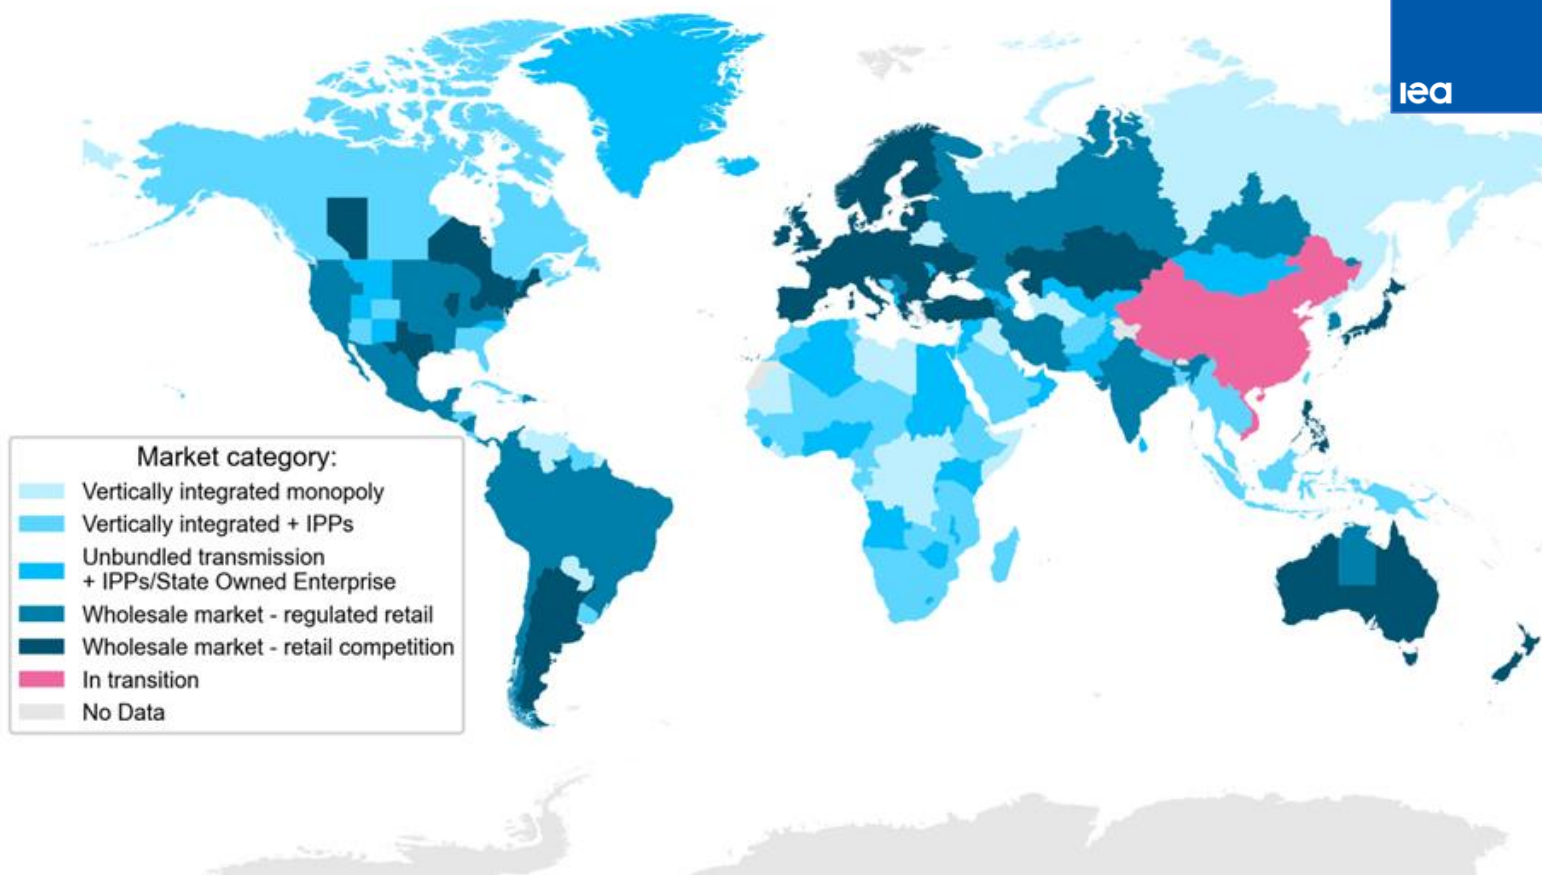 iea
Market category:
Vertically integrated monopoly
Vertically integrated + IPPs
Unbundled transmission
+ IPPs/State Owned Enterprise
Wholesale market - regulated retail
Wholesale market - retail competition
In transition
No Data